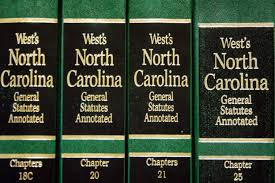 West's
North
Carolina
General
Statutes
Annotated
Chapters
18C
West's
North
Carolina
General
Statutes
Annotated
Chapter
20
West's
North
Carolina
General
Statutes
Annotated
Chapters
21
West's
North
Carolina
General
Statutes
Annotated
Chapter
25